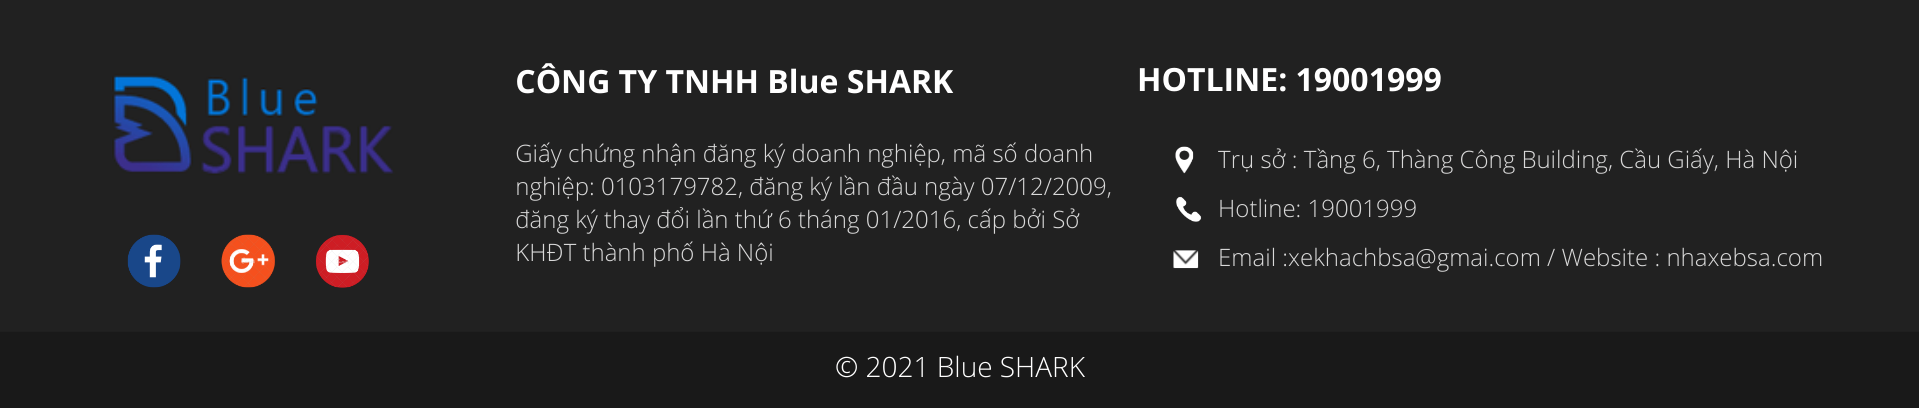 Blue
SHARK
CÔNG TY TNHH Blue SHARK
Giấy chứng nhận đăng ký doanh nghiệp, mã số doanh
nghiệp: 0103179782, đăng ký lần đầu ngày 07/12/2009,
đăng ký thay đổi lần thứ 6 tháng 01/2016, cấp bởi Sở
KHĐT thành phố Hà Nội
HOTLINE: 19001999
Trụ sở : Tầng 6, Thàng Công Building, Cầu Giấy, Hà Nội
Hotline: 19001999
Email :xekhachbsa@gmai.com / Website : nhaxebsa.com
© 2021 Blue SHARK